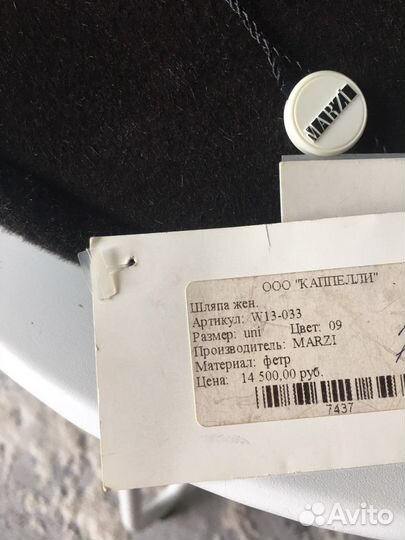 MARZI
ООО "КАППЕЛЛИ"
Шляпа жен.
Артикул: W13-033
Размер: uni Цвет: 09
Производитель: MARZI
Материал: фетр
Цена: 14 500,00 руб.
7437
Avito